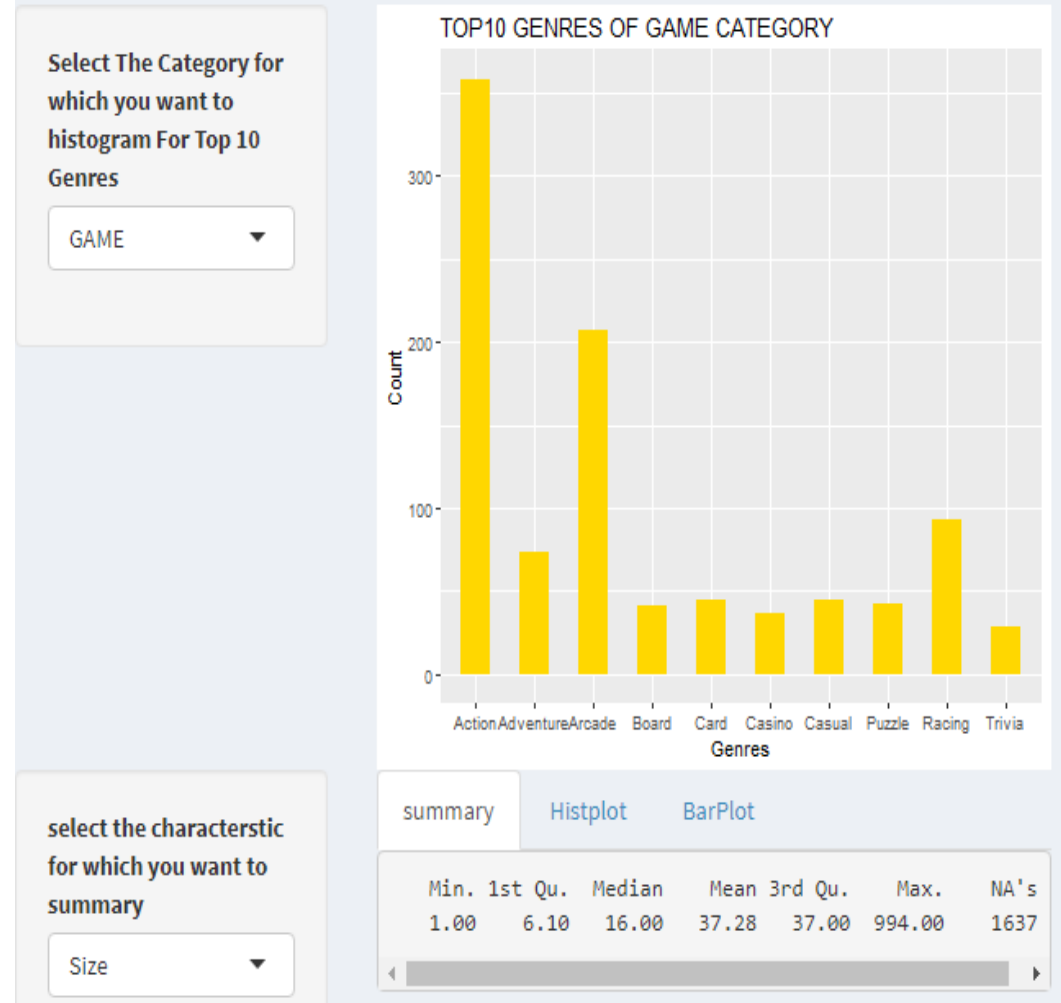 Select The Category for
which you want to
histogram For Top 10
Genres
GAME
TOP10 GENRES OF GAME CATEGORY
Count
300
200
100
0
Action Adventure Arcade Board Card Casino Casual Puzzle Racing Trivia
Genres
select the characterstic
for which you want to
summary
Size
summary Histplot BarPlot
Min. 1st Qu. Median Mean 3rd Qu. Max. NA's
1.00 6.10 16.00 37.28 37.00 994.00 1637